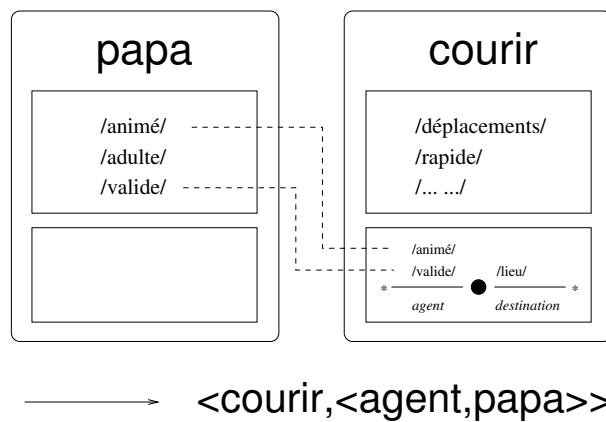 papa
/animé/
/adulte/
/valide/
courir
/déplacements/
/rapide/
/... .../
/animé/
/valide/ /lieu/
* *
agent destination
<courir,<agent,papa>>